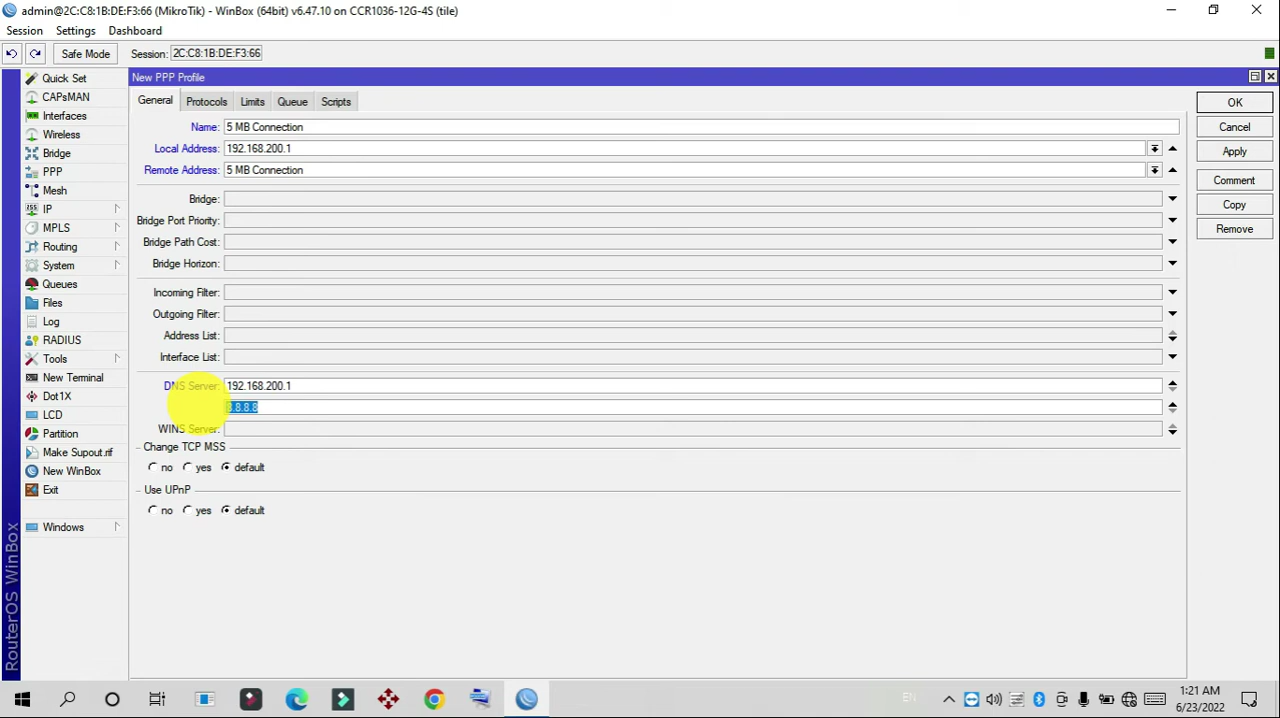 admin@2C:C8:1B:DE:F3:66 (MikroTik) - WinBox (64bit) v6.47.10 on CCR1036-12G-4S (tile)
Session Settings Dashboard
Safe Mode Session: 2C:C8:1B:DE:F3:66
Quick Set
CAPsMAN
Interfaces
Wireless
Bridge
PPP
Mesh
IP
MPLS
Routing
System
Queues
Files
Log
RADIUS
Tools
New Terminal
Dot1X
LCD
Partition
Make Supout.rif
New WinBox
Exit
Windows
RouterOS WinBox
New PPP Profile
General Protocols Limits Queue Scripts
Name: 5 MB Connection
Local Address: 192.168.200.1
Remote Address: 5 MB Connection
Bridge:
Bridge Port Priority:
Bridge Path Cost:
Bridge Horizon:
Incoming Filter:
Outgoing Filter:
Address List:
Interface List:
DNS Server: 192.168.200.1
8.8.8.8
WINS Server:
Change TCP MSS
no yes default
Use UPnP
no yes default
OK
Cancel
Apply
Comment
Copy
Remove
EN
1:21 AM
6/23/2022